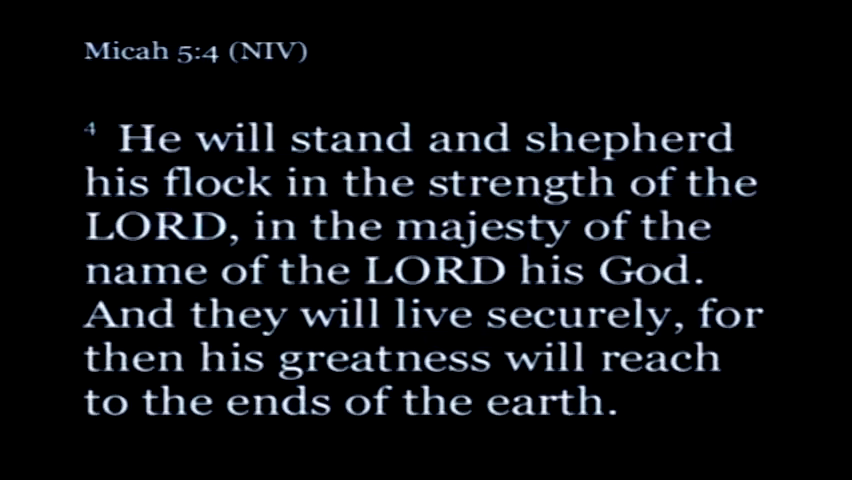 Micah 5:4 (NIV)
4 He will stand and shepherd
his flock in the strength of the
LORD, in the majesty of the
name of the LORD his God.
And they will live securely, for
then his greatness will reach
to the ends of the earth.